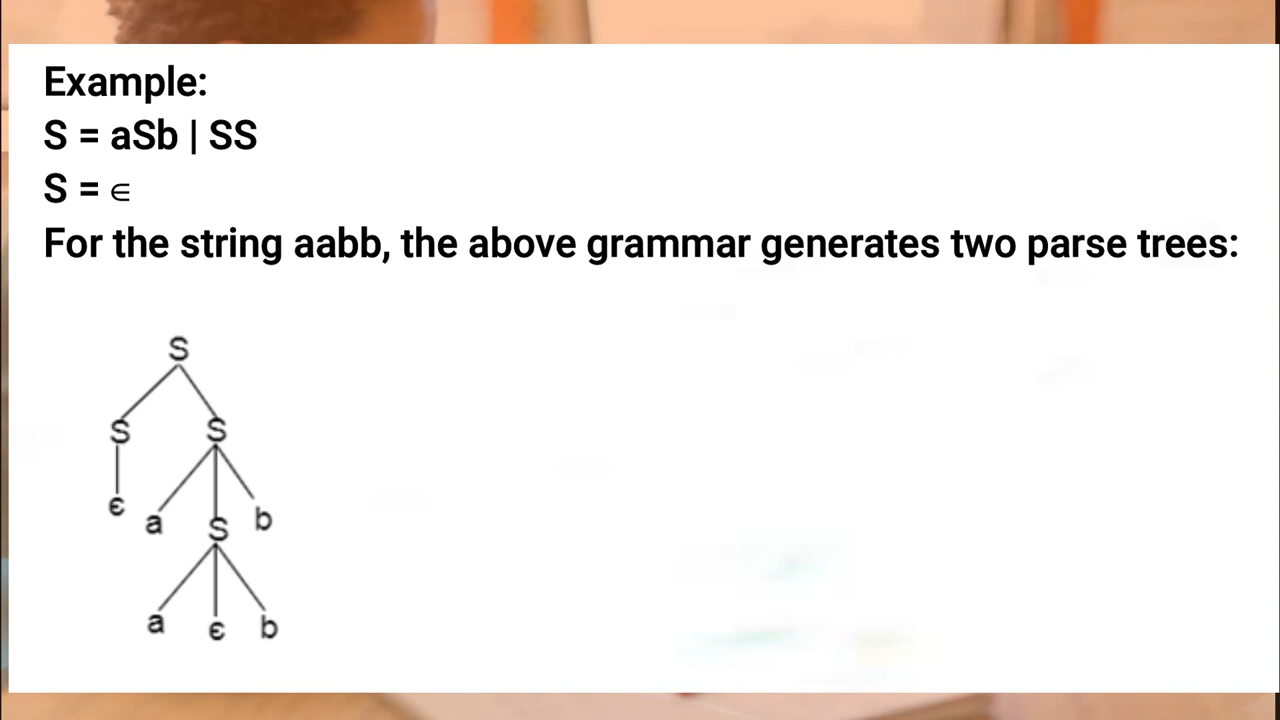 Example:
S = aSb | SS
S = ∈
For the string aabb, the above grammar generates two parse trees:
S
S S
є a S b
a є b